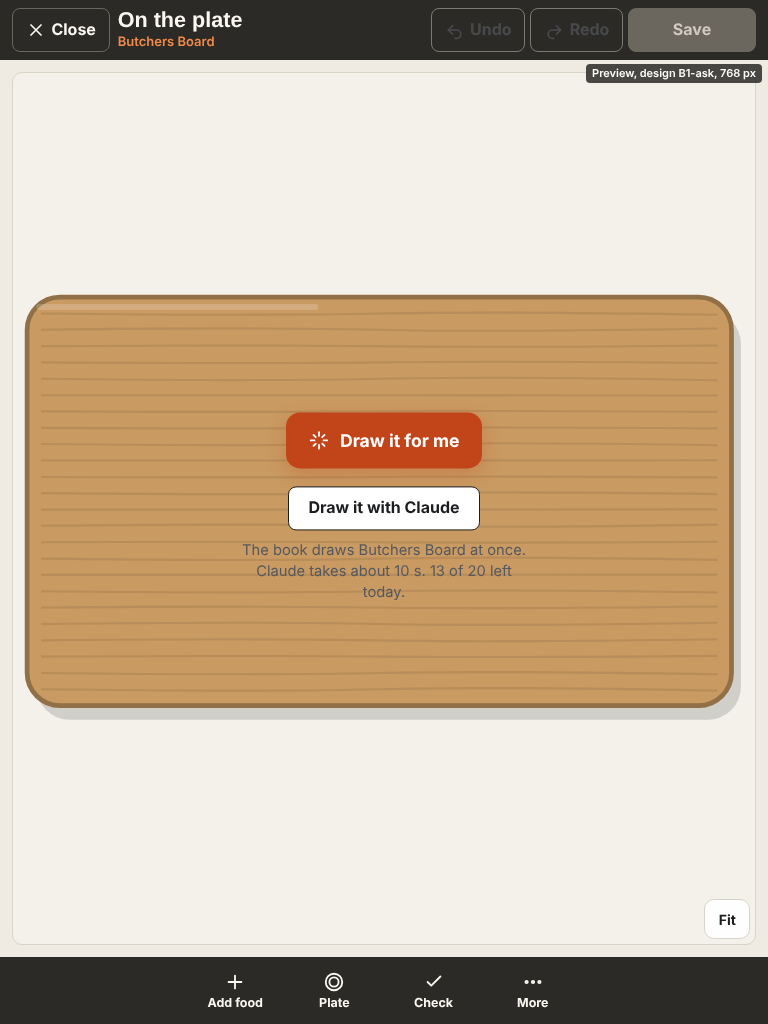 Close
On the plate
Butchers Board
Undo
Redo
Save
Preview, design B1-ask, 768 px
Draw it for me
Draw it with Claude
The book draws Butchers Board at once.
Claude takes about 10 s. 13 of 20 left
today.
Fit
Add food
Plate
Check
More